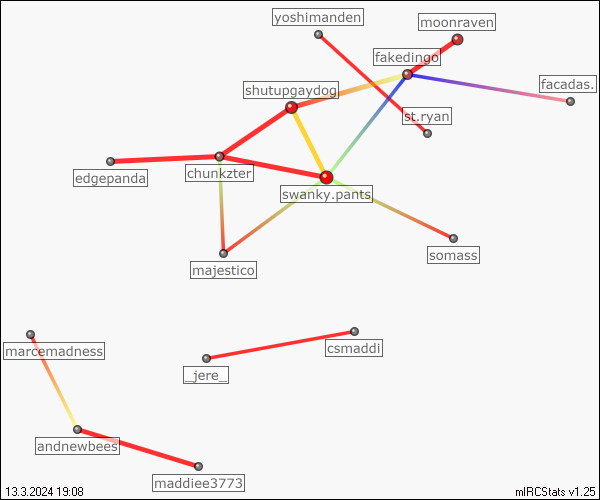 yoshimanden
moonraven
fakedingo
shutupgaydog
facadas.
st.ryan
chunkzter
edgepanda
swanky.pants
somass
majestico
csmaddi
marcemadness
_jere_
andnewbees
maddiee3773
13.3.2024 19:08
mIRCStats v1.25